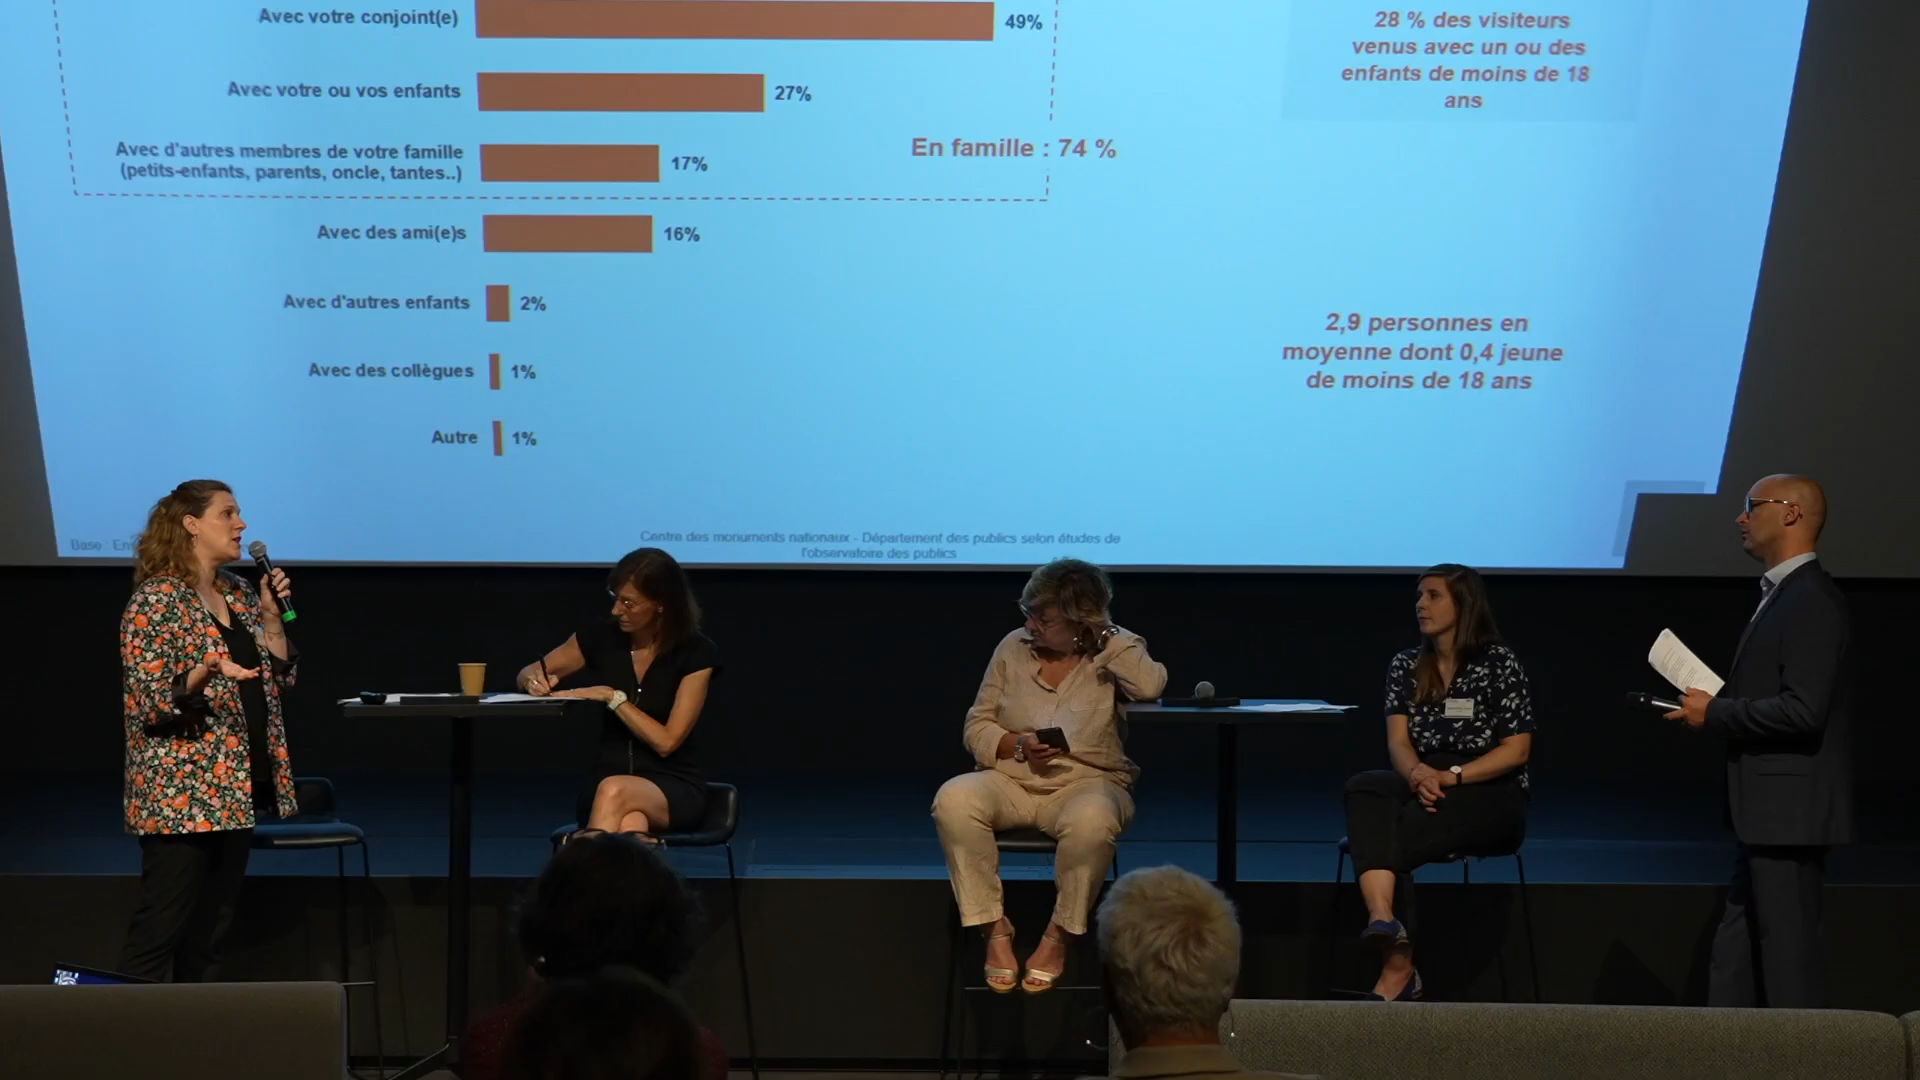 Avec votre conjoint(e)
49%
28 % des visiteurs
venus avec un ou des
enfants de moins de 18
ans
Avec votre ou vos enfants
27%
Avec d'autres membres de votre famille
(petits-enfants, parents, oncle, tantes..)
17%
En famille : 74 %
Avec des ami(e)s
16%
Avec d'autres enfants
2%
2,9 personnes en
moyenne dont 0,4 jeune
de moins de 18 ans
Avec des collègues
1%
Autre
1%
Base :
Centre des monuments nationaux - Département des publics selon études de
l'observatoire des publics